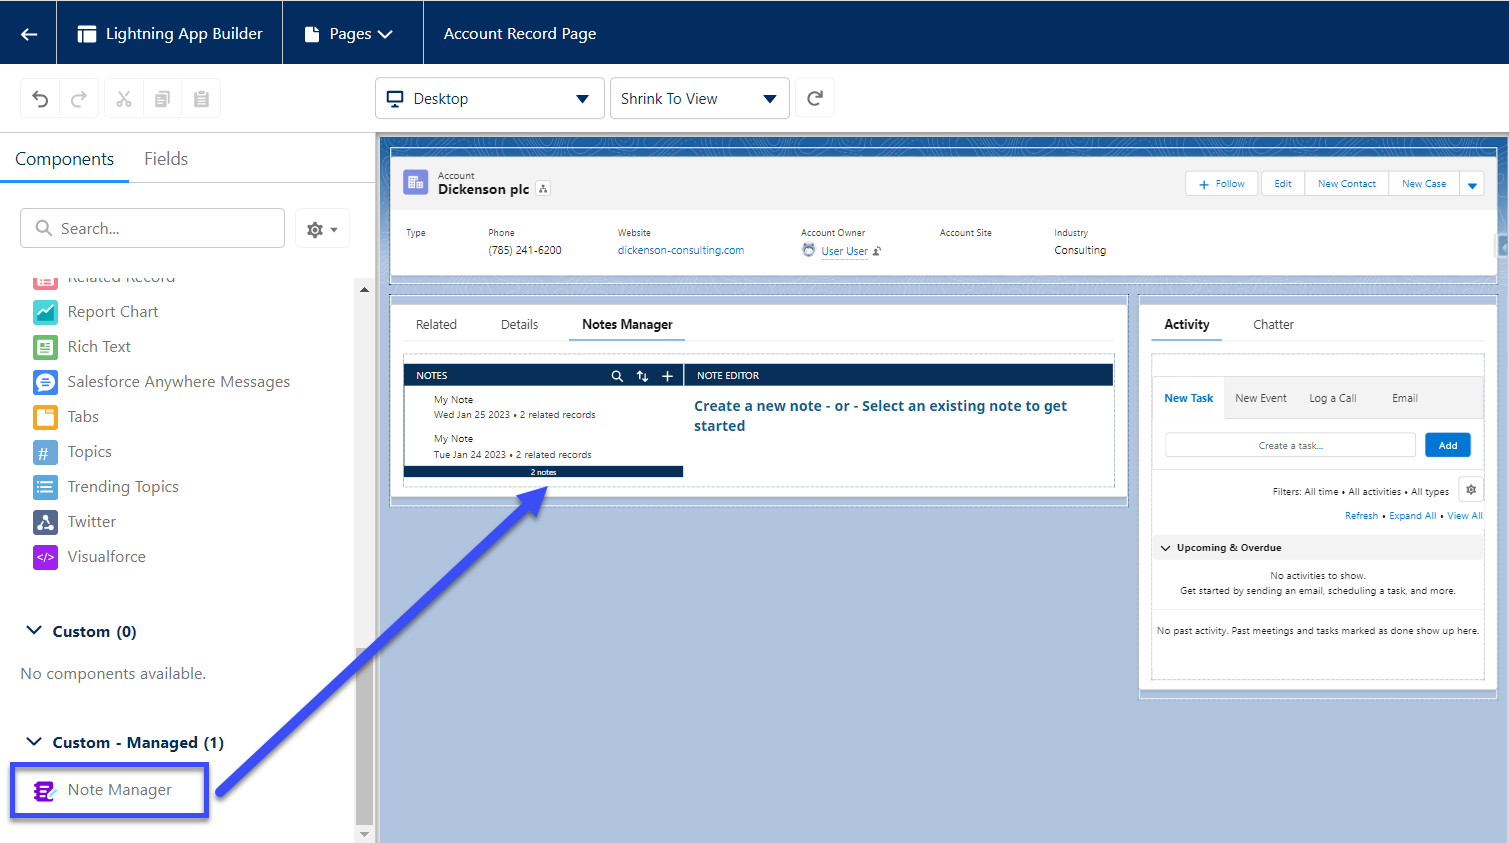 Lightning App Builder
Pages
Account Record Page
Desktop
Shrink To View
Components
Fields
Search...
Related Record
Report Chart
Rich Text
Salesforce Anywhere Messages
Tabs
Topics
Trending Topics
Twitter
Visualforce
Custom (0)
No components available.
Custom - Managed (1)
Note Manager
Account
Dickenson plc
+ Follow
Edit
New Contact
New Case
Type
Phone
Website
Account Owner
Account Site
Industry
(785) 241-6200
dickenson-consulting.com
User User
Consulting
Related
Details
Notes Manager
NOTES
NOTE EDITOR
My Note
Wed Jan 25 2023 • 2 related records
My Note
Tue Jan 24 2023 • 2 related records
2 notes
Create a new note - or - Select an existing note to get
started
Activity
Chatter
New Task
New Event
Log a Call
Email
Create a task...
Add
Filters: All time • All activities • All types
Refresh • Expand All • View All
Upcoming & Overdue
No activities to show.
Get started by sending an email, scheduling a task, and more.
No past activity. Past meetings and tasks marked as done show up here.